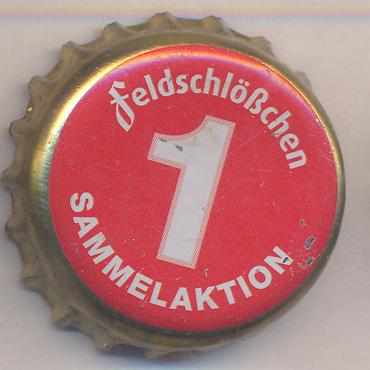 Feldschlößchen
1
SAMMELAKTION